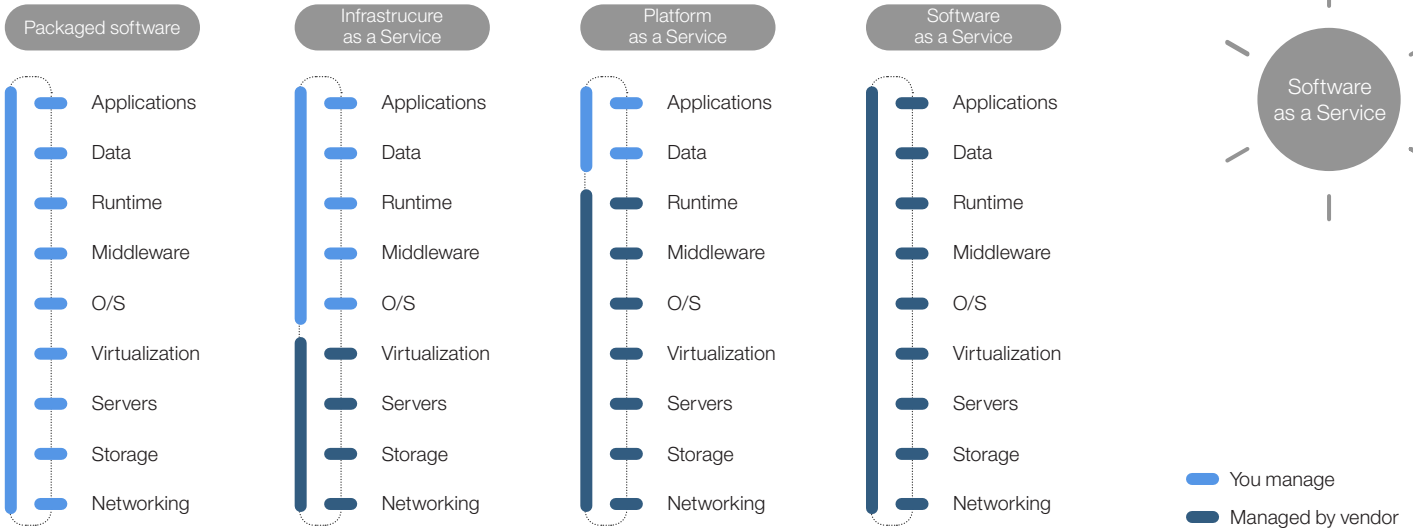 Packaged software
Infrastrucure
as a Service
Platform
as a Service
Software
as a Service
Software
as a Service
Applications
Data
Runtime
Middleware
O/S
Virtualization
Servers
Storage
Networking
Applications
Data
Runtime
Middleware
O/S
Virtualization
Servers
Storage
Networking
Applications
Data
Runtime
Middleware
O/S
Virtualization
Servers
Storage
Networking
Applications
Data
Runtime
Middleware
O/S
Virtualization
Servers
Storage
Networking
You manage
Managed by vendor